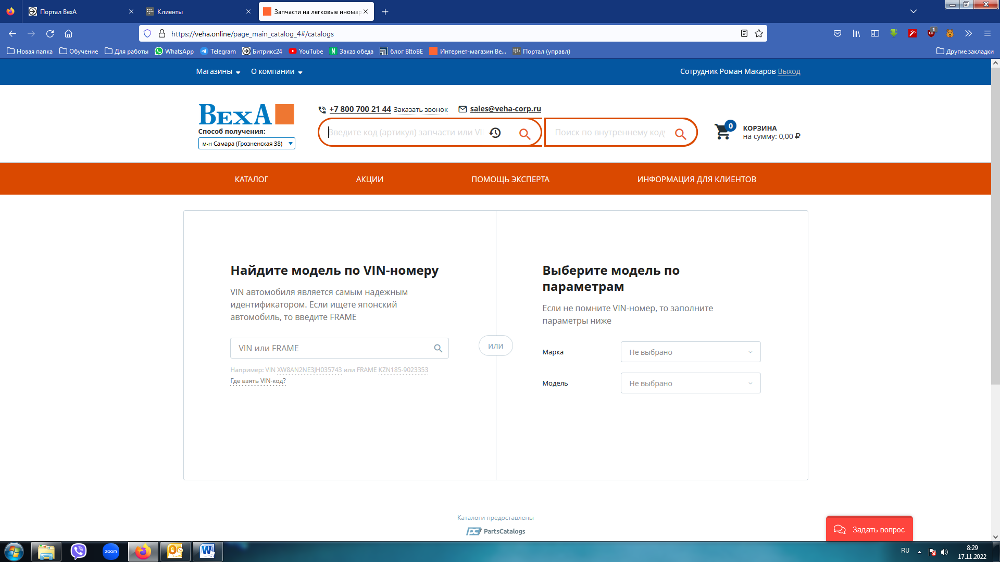 Портал ВехА
Клиенты
Запчасти на легковые иномар
https://veha.online/page_main_catalog_4#/catalogs
1
Новая папка
Обучение
Для работы
WhatsApp
Telegram
Битрикс24
YouTube
Заказ обеда
блог BItoBE
Интернет-магазин Ве...
Портал (управл)
Другие закладки
Магазины
О компании
Сотрудник Роман Макаров Выход
ВехА
Способ получения:
м-н Самара (Грозненская 38)
+7 800 700 21 44 Заказать звонок
sales@veha-corp.ru
Введите код (артикул) запчасти или VI
Поиск по внутреннему коду
0
КОРЗИНА
на сумму: 0,00 ₽
КАТАЛОГ
АКЦИИ
ПОМОЩЬ ЭКСПЕРТА
ИНФОРМАЦИЯ ДЛЯ КЛИЕНТОВ
Найдите модель по VIN-номеру
VIN автомобиля является самым надежным
идентификатором. Если ищете японский
автомобиль, то введите FRAME
VIN или FRAME
Например: VIN XW8AN2NE3JH035743 или FRAME KZN185-9023353
Где взять VIN-код?
или
Выберите модель по
параметрам
Если не помните VIN-номер, то заполните
параметры ниже
Марка
Не выбрано
Модель
Не выбрано
Каталоги предоставлены
PC PartsCatalogs
Задать вопрос
zoom
RU
8:29
17.11.2022